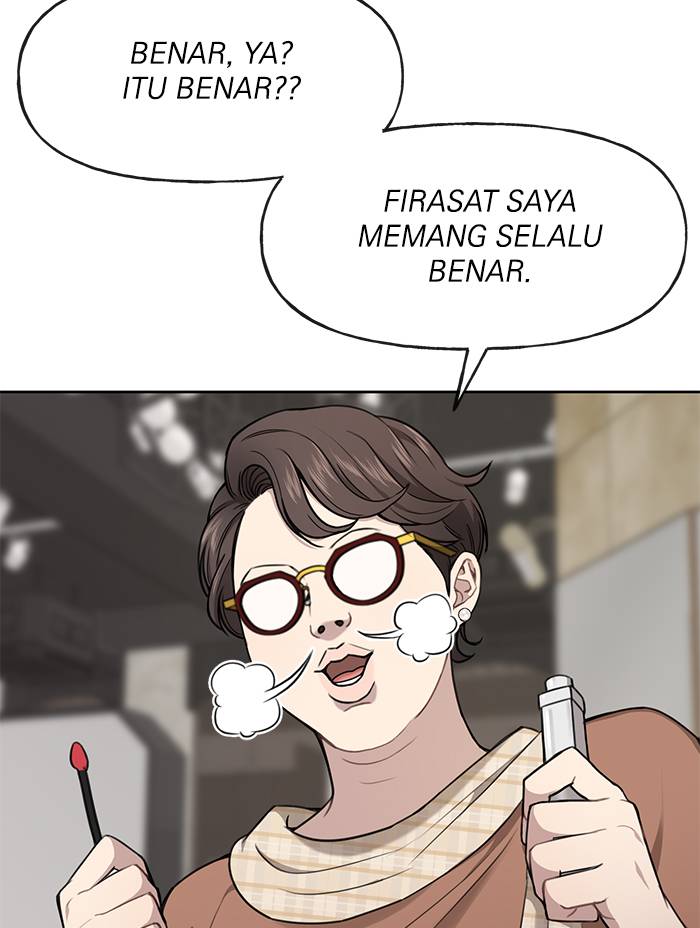 BENAR, YA?
ITU BENAR??
FIRASAT SAYA
MEMANG SELALU
BENAR.